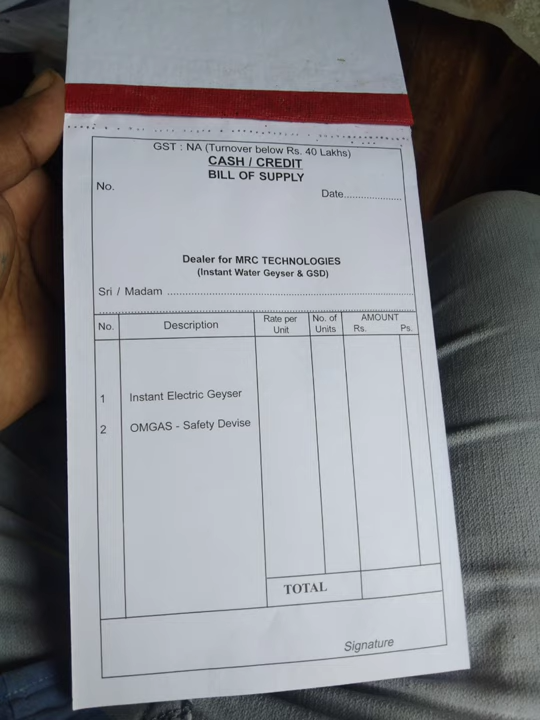 GST : NA (Turnover below Rs. 40 Lakhs)
CASH / CREDIT
BILL OF SUPPLY
No.
Date....................
Dealer for MRC TECHNOLOGIES
(Instant Water Geyser & GSD)
Sri / Madam ................................................................................
No. Description Rate per Unit No. of Units AMOUNT Rs. Ps.
1 Instant Electric Geyser
2 OMGAS - Safety Devise
TOTAL
Signature